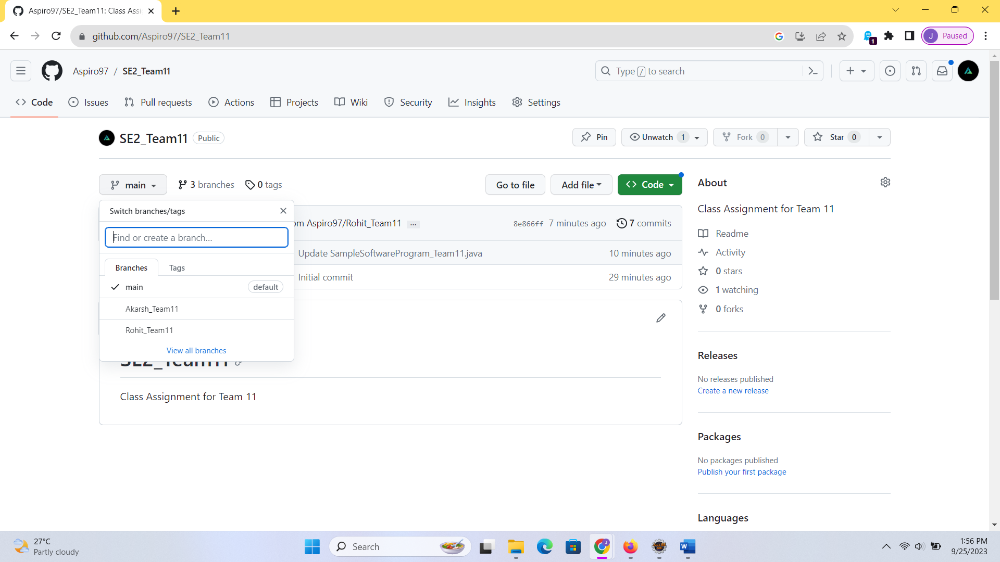 Aspiro97/SE2_Team11: Class Assi
github.com/Aspiro97/SE2_Team11
1
J Paused
Aspiro97 / SE2_Team11
Type / to search
Code Issues Pull requests Actions Projects Wiki Security Insights Settings
SE2_Team11 Public
Pin Unwatch 1 Fork 0 Star 0
main 3 branches 0 tags Go to file Add file Code
Switch branches/tags
Find or create a branch...
Branches Tags
main default
Akarsh_Team11
Rohit_Team11
View all branches
om Aspiro97/Rohit_Team11 ... 8e866ff 7 minutes ago 7 commits
Update SampleSoftwareProgram_Team11.java 10 minutes ago
Initial commit 29 minutes ago
SE2_Team11
Class Assignment for Team 11
About
Class Assignment for Team 11
Readme
Activity
0 stars
1 watching
0 forks
Releases
No releases published
Create a new release
Packages
No packages published
Publish your first package
Languages
27°C
Partly cloudy
Search
J
W
1:56 PM
9/25/2023